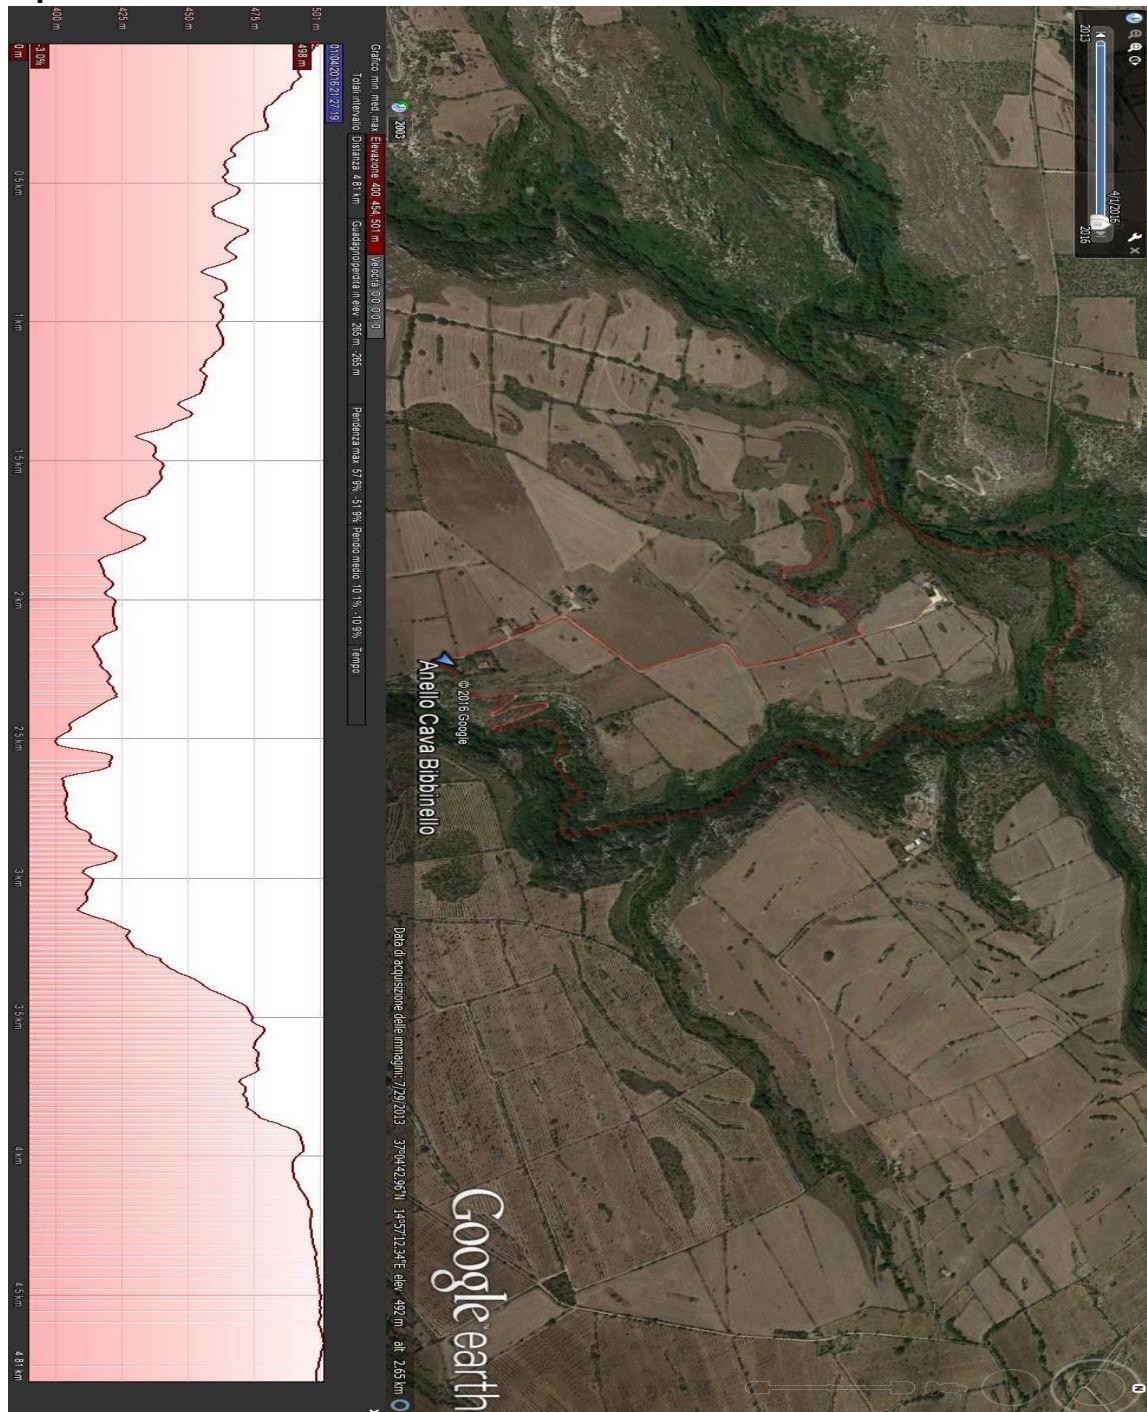 2013
4/1/2016
2016
N
2003
© 2016 Google
Anello Cava Bibbinello
Google earth
Data di acquisizione delle immagini: 7/29/2013 37°04'42.96"N 14°57'12.34"E elev 492 m alt 2.65 km
Grafico: min, med, max Elevazione: 400, 454, 501 m Velocità: 0 0 0 0 0
Totali intervallo: Distanza: 4.81 km Guadagno/perdita in elev: 265 m, -265 m Pendenza max: 57.9%, -51.9% Pendio medio: 10.1%, -10.9% Tempo
01/04/2016 21:27:19
501 m
498 m
475 m
450 m
425 m
400 m
-3.0%
0 m
0.5 km
1 km
1.5 km
2 km
2.5 km
3 km
3.5 km
4 km
4.5 km
4.81 km